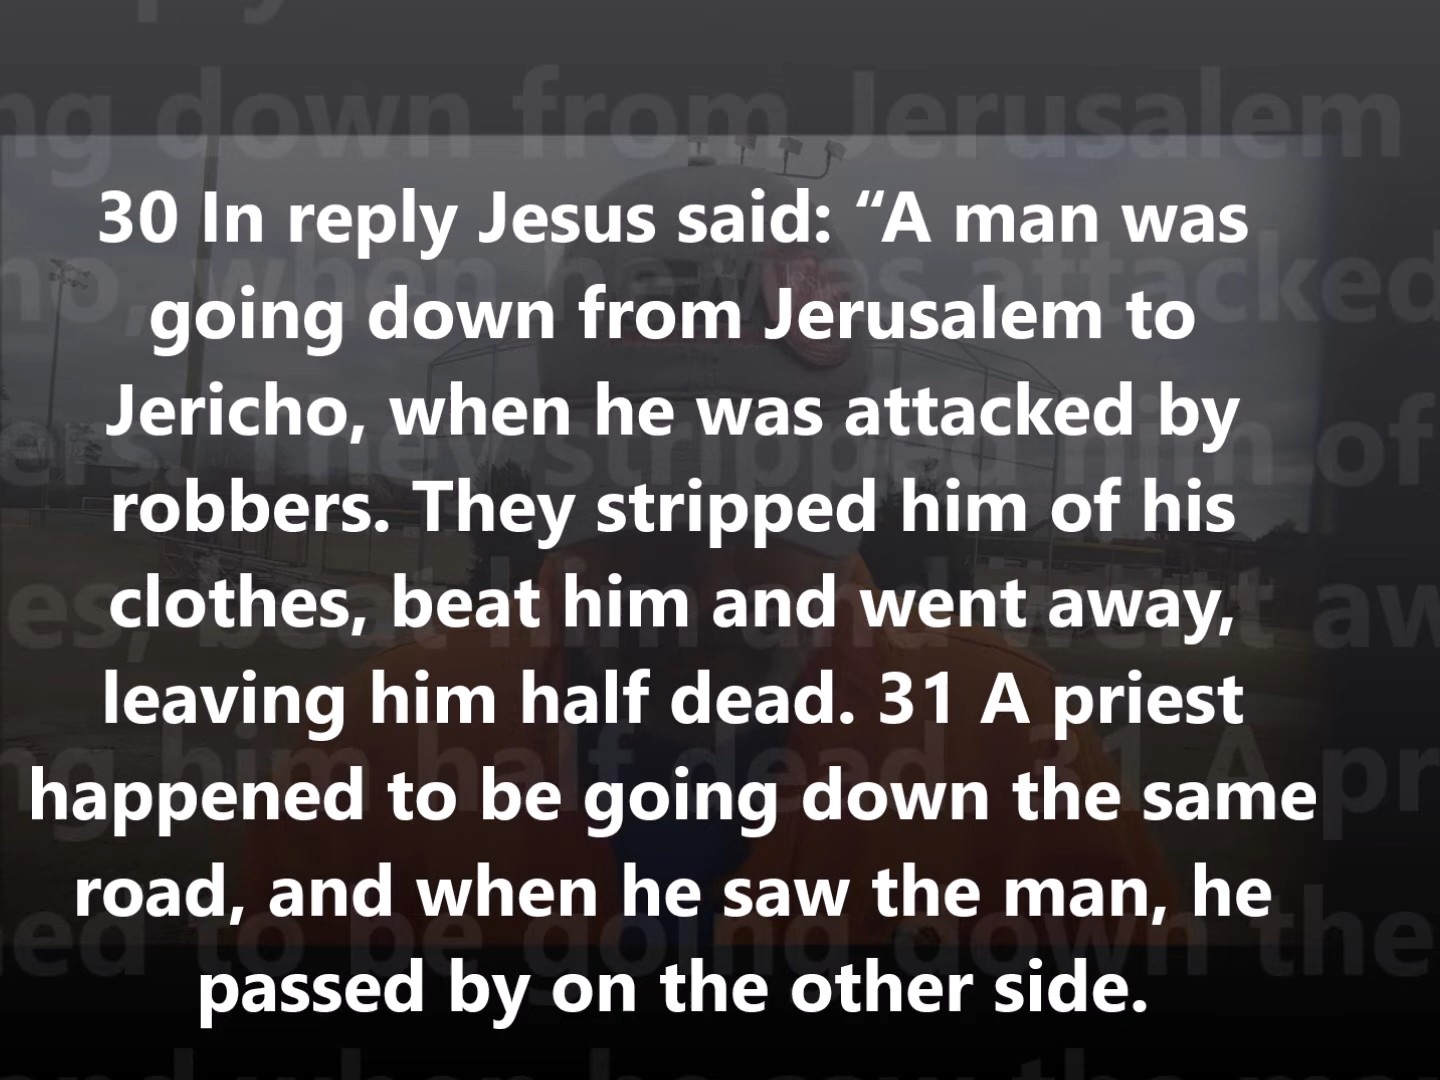 30 In reply Jesus said: “A man was
going down from Jerusalem to
Jericho, when he was attacked by
robbers. They stripped him of his
clothes, beat him and went away,
leaving him half dead. 31 A priest
happened to be going down the same
road, and when he saw the man, he
passed by on the other side.